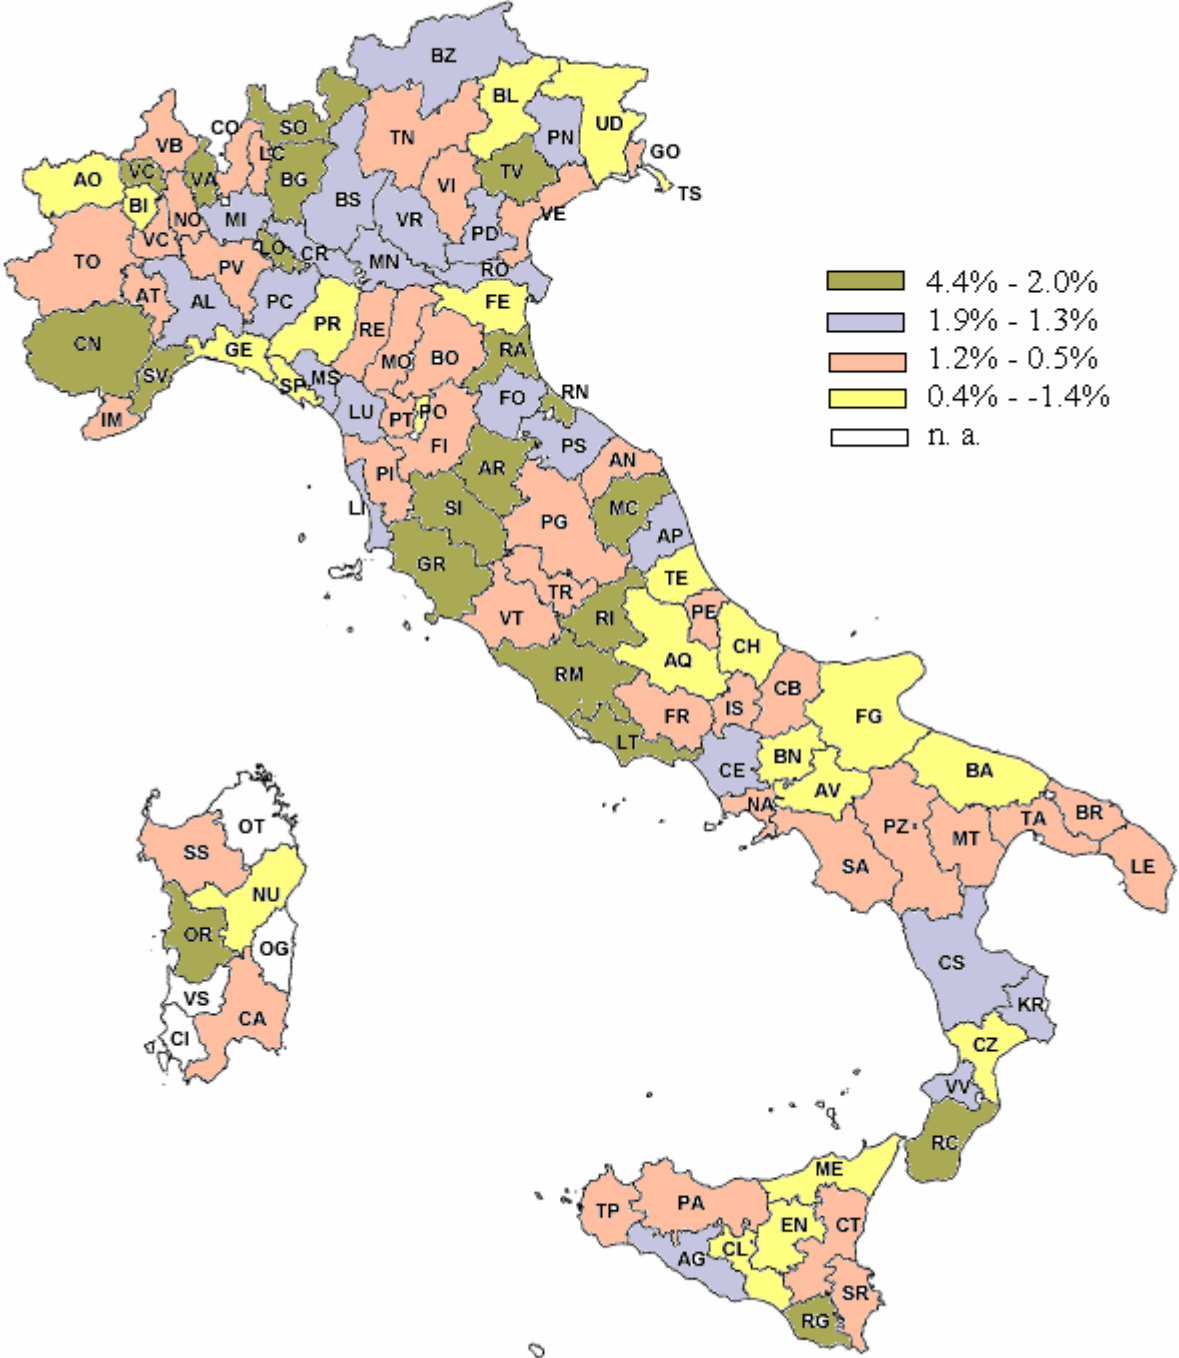 BZ
BL
UD
PN
CO
SO
TN
VB
LC
GO
VC
VA
BG
TV
AO
VI
TS
BI
BS
NO
MI
VR
VE
VC
PD
LO
CR
MN
TO
PV
RO
4.4% - 2.0%
AT
AL
PC
FE
1.9% - 1.3%
PR
RE
CN
GE
MO
BO
RA
1.2% - 0.5%
SV
SP
MS
RN
0.4% - -1.4%
IM
LU
PT
PO
FO
n. a.
FI
PS
PI
AR
AN
LI
SI
MC
PG
AP
GR
TE
TR
VT
RI
PE
CH
AQ
RM
CB
IS
FR
FG
LT
BN
CE
BA
AV
NA
OT
PZ
TA
BR
MT
SS
SA
LE
NU
OR
OG
CS
VS
KR
CA
CI
CZ
VV
RC
ME
TP
PA
EN
CT
CL
AG
SR
RG